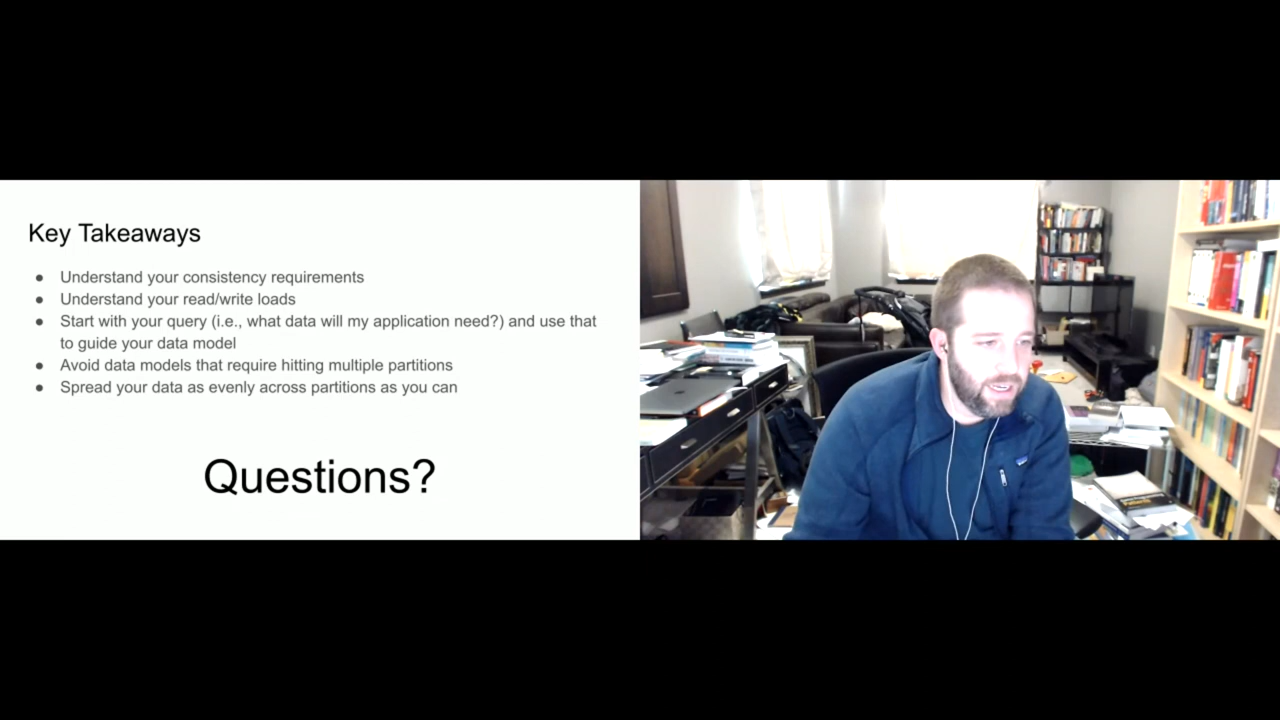 Key Takeaways
● Understand your consistency requirements
● Understand your read/write loads
● Start with your query (i.e., what data will my application need?) and use that
to guide your data model
● Avoid data models that require hitting multiple partitions
● Spread your data as evenly across partitions as you can
Questions?